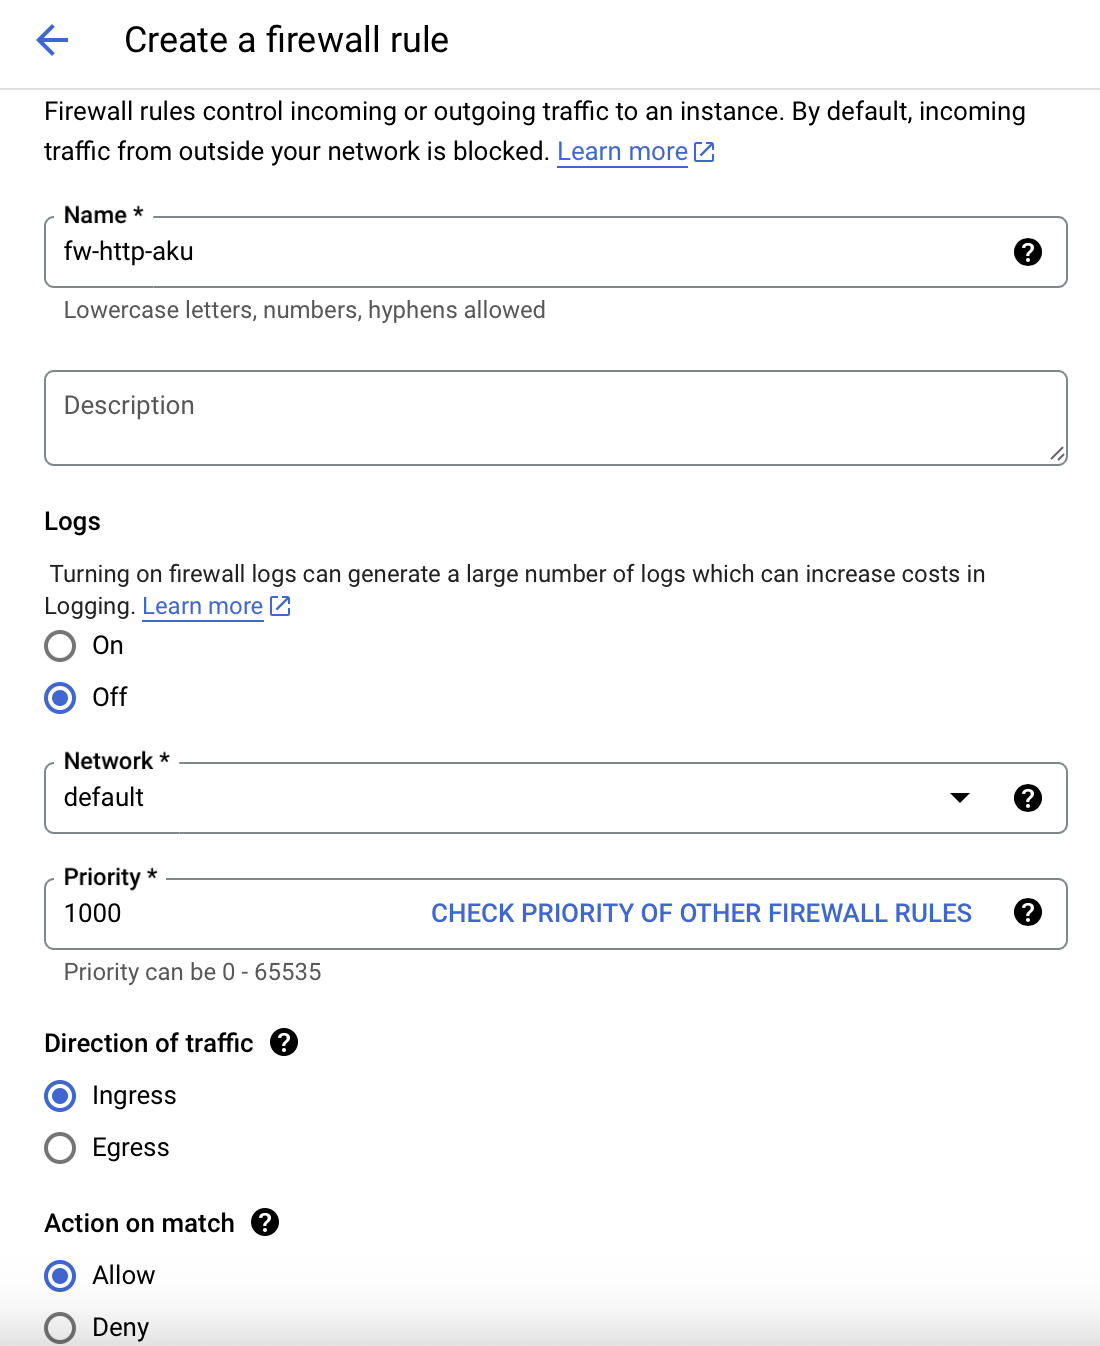 Create a firewall rule
Firewall rules control incoming or outgoing traffic to an instance. By default, incoming
traffic from outside your network is blocked. Learn more
Name *
fw-http-aku
Lowercase letters, numbers, hyphens allowed
Description
Logs
Turning on firewall logs can generate a large number of logs which can increase costs in
Logging. Learn more
On
Off
Network *
default
Priority *
1000 CHECK PRIORITY OF OTHER FIREWALL RULES
Priority can be 0 - 65535
Direction of traffic
Ingress
Egress
Action on match
Allow
Deny